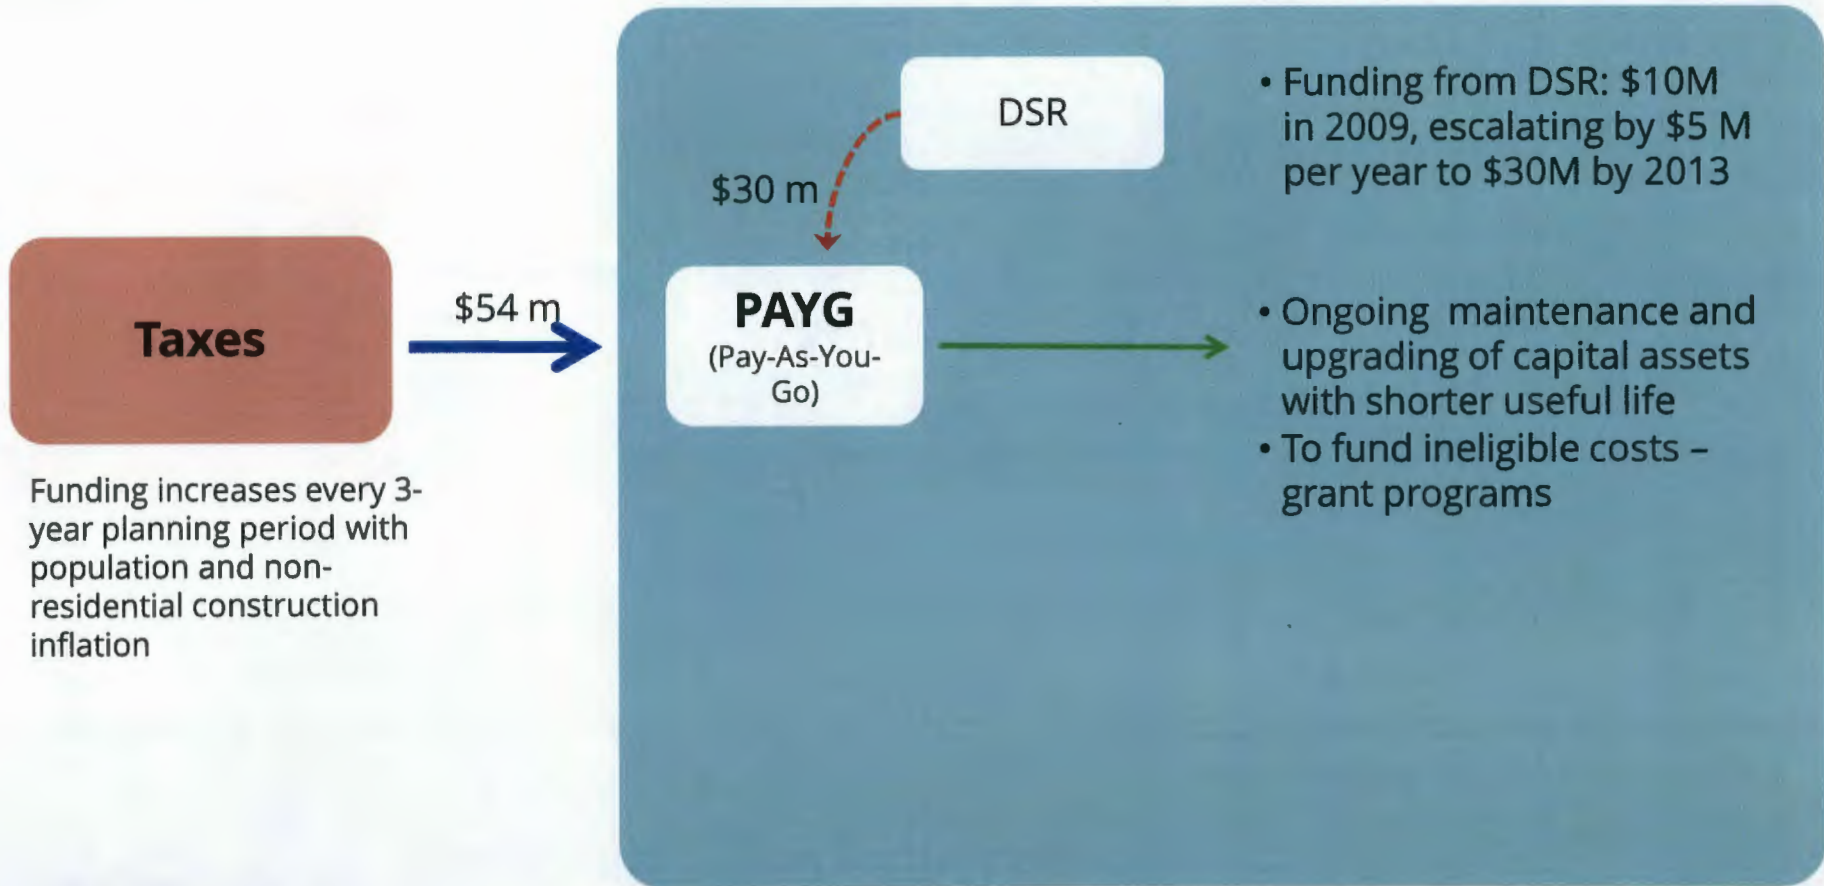 DSR
• Funding from DSR: $10M
in 2009, escalating by $5 M
per year to $30M by 2013
$30 m
Taxes
$54 m
PAYG
(Pay-As-You-
Go)
• Ongoing  maintenance and
upgrading of capital assets
with shorter useful life
• To fund ineligible costs –
grant programs
Funding increases every 3-
year planning period with
population and non-
residential construction
inflation